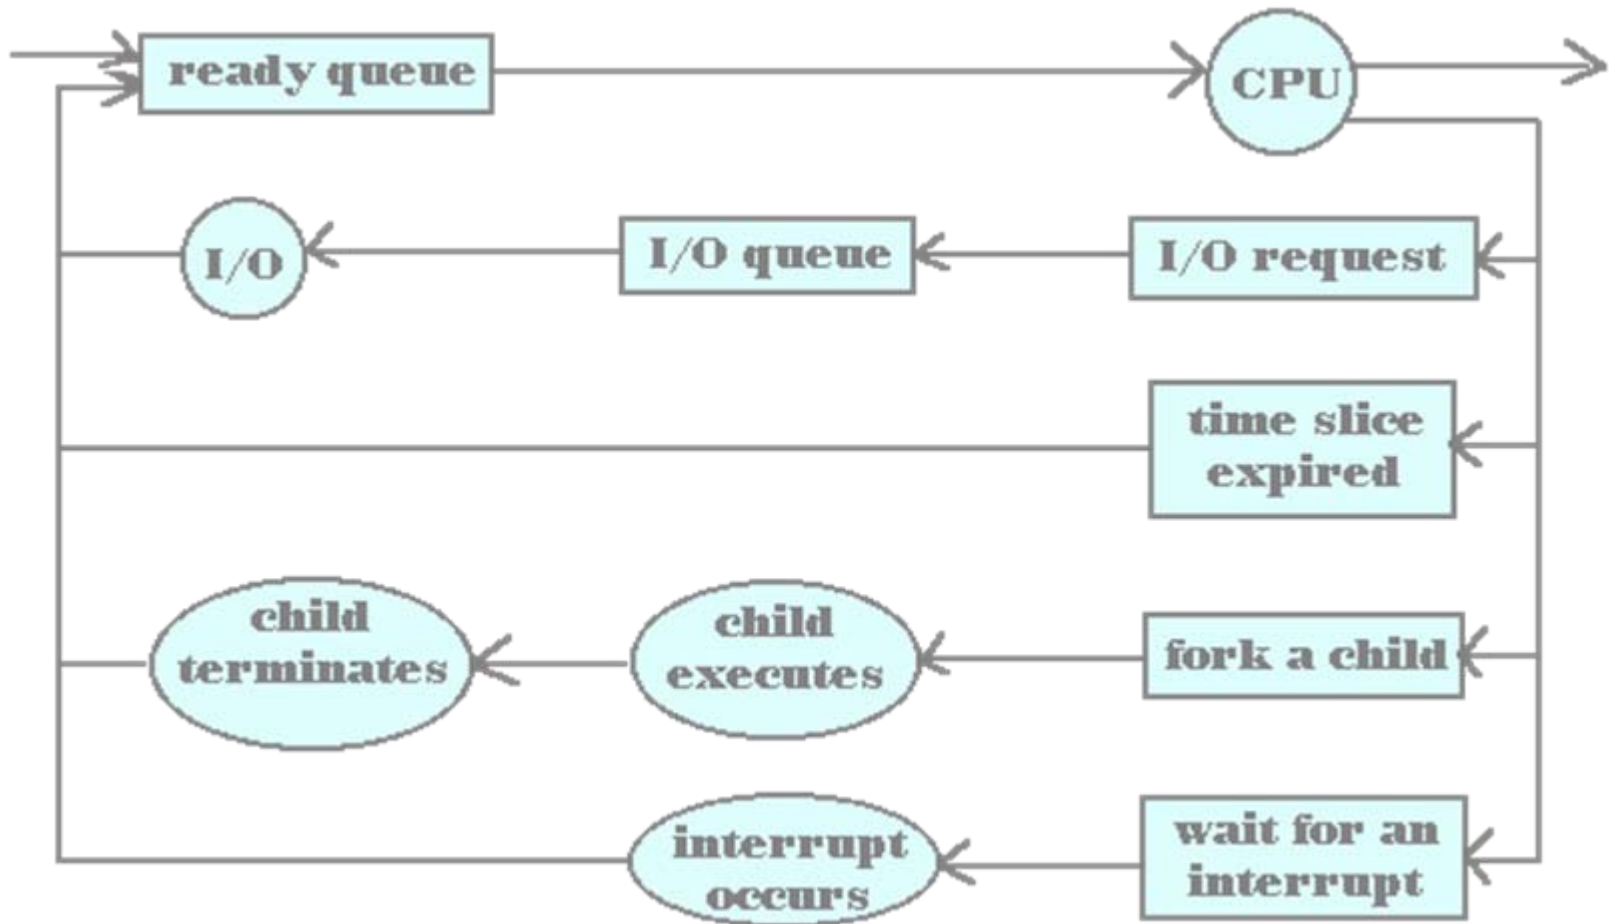 ready queue
CPU
I/O
I/O queue
I/O request
time slice
expired
child
terminates
child
executes
fork a child
interrupt
occurs
wait for an
interrupt